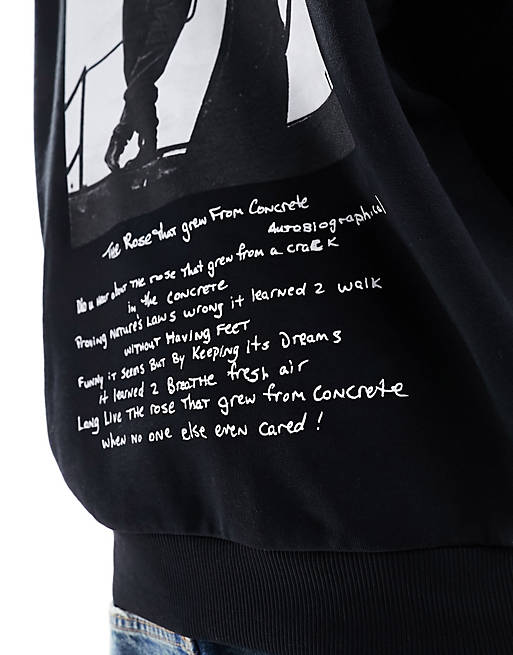 The Rose that grew From Concrete
Autobiographical
Did u hear about the rose that grew from a crack
in the concrete
Proving Nature's Laws wrong it learned 2 walk
without Having Feet
Funny it seems But By Keeping its Dreams
it learned 2 Breathe fresh air
Long Live The rose That grew from concrete
when no one else even cared!